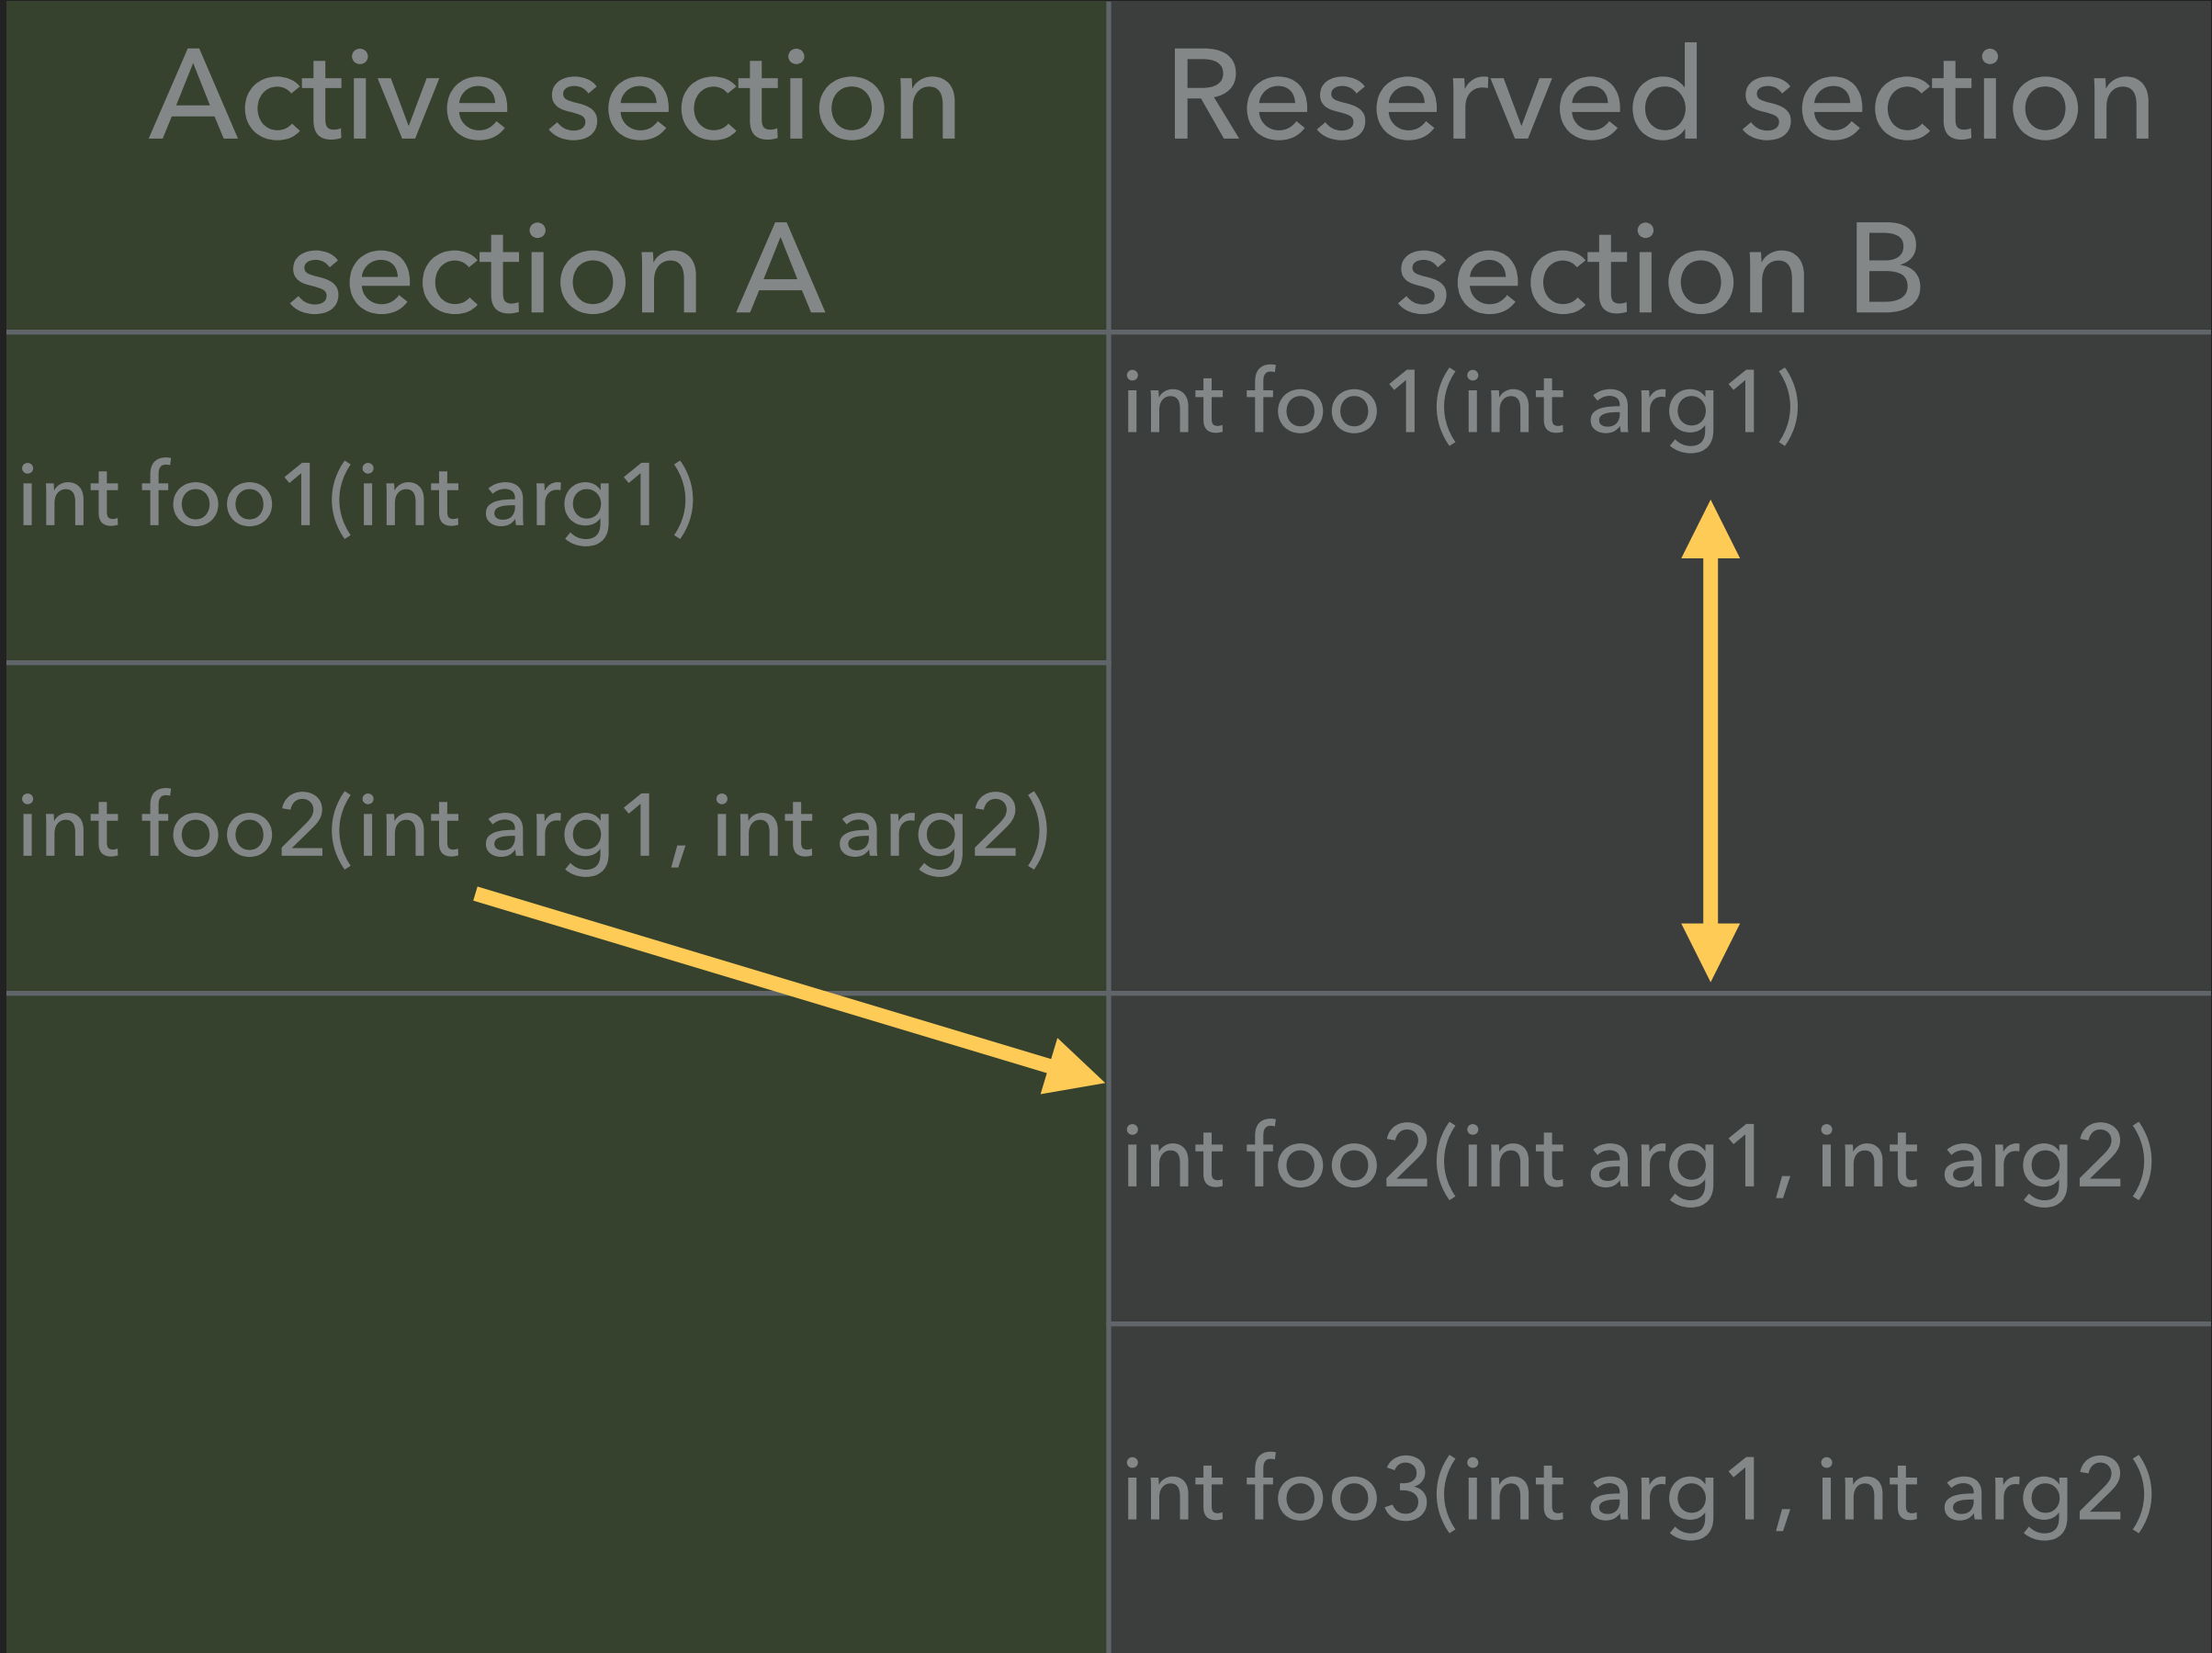 Active section
section A
Reserved section
section B
int foo1(int arg1)
int foo2(int arg1, int arg2)
int foo1(int arg1)
int foo2(int arg1, int arg2)
int foo3(int arg1, int arg2)